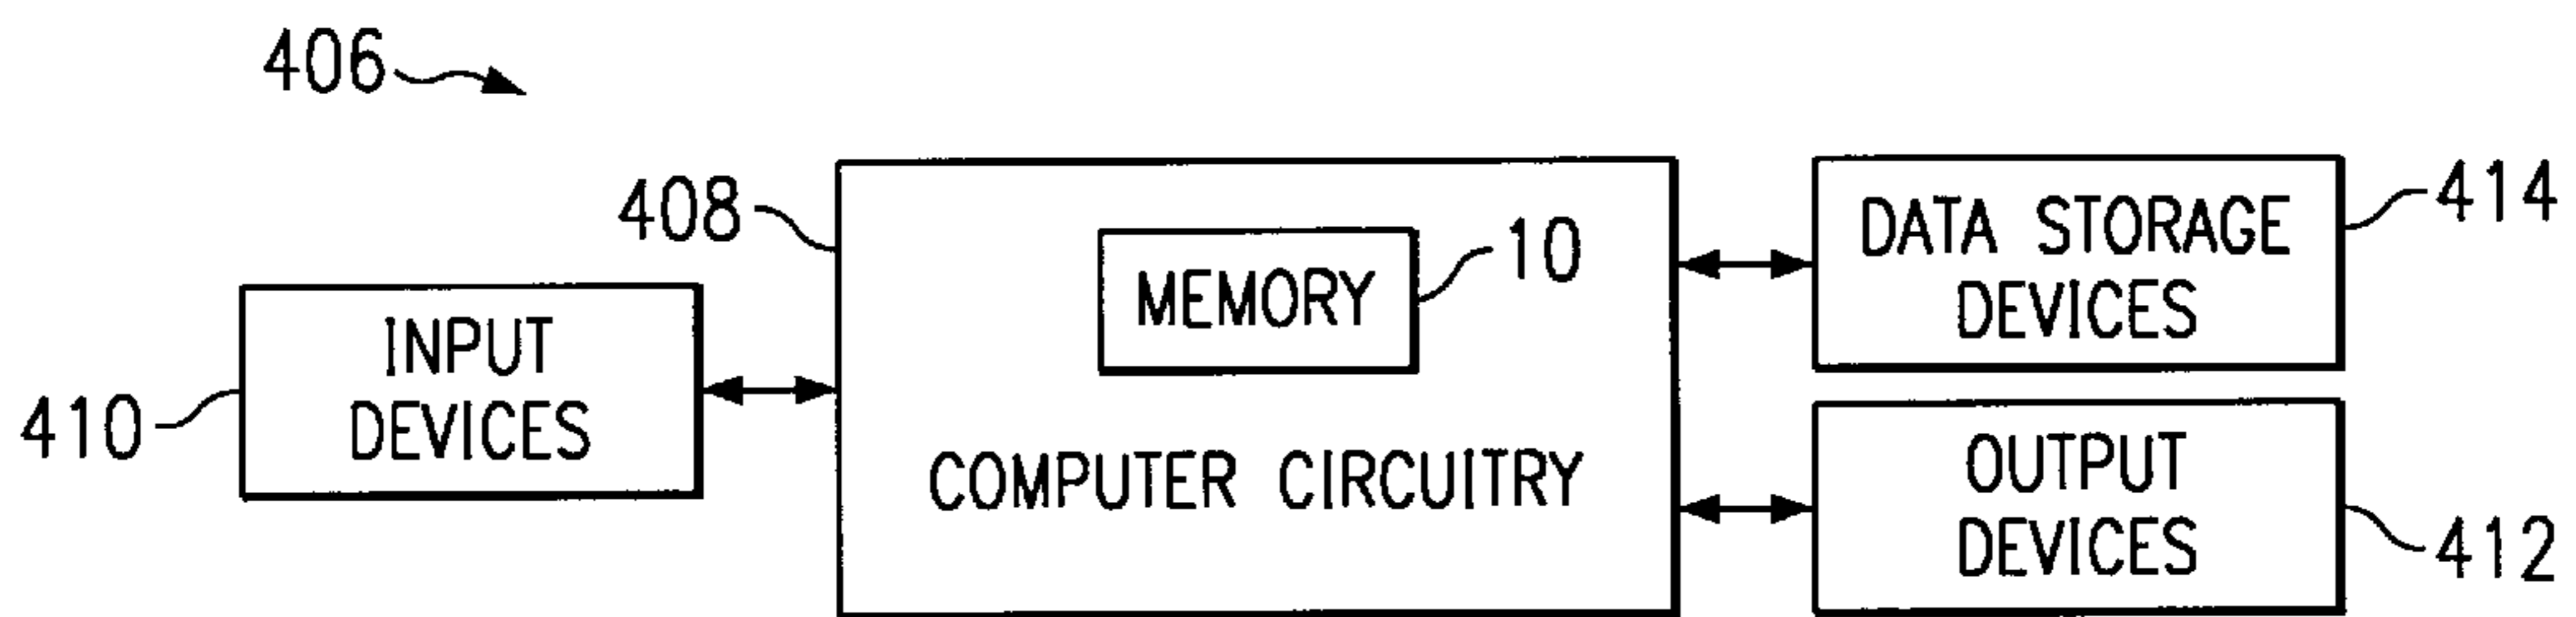 406
408
MEMORY
10
COMPUTER CIRCUITRY
INPUT
DEVICES
410
DATA STORAGE
DEVICES
414
OUTPUT
DEVICES
412